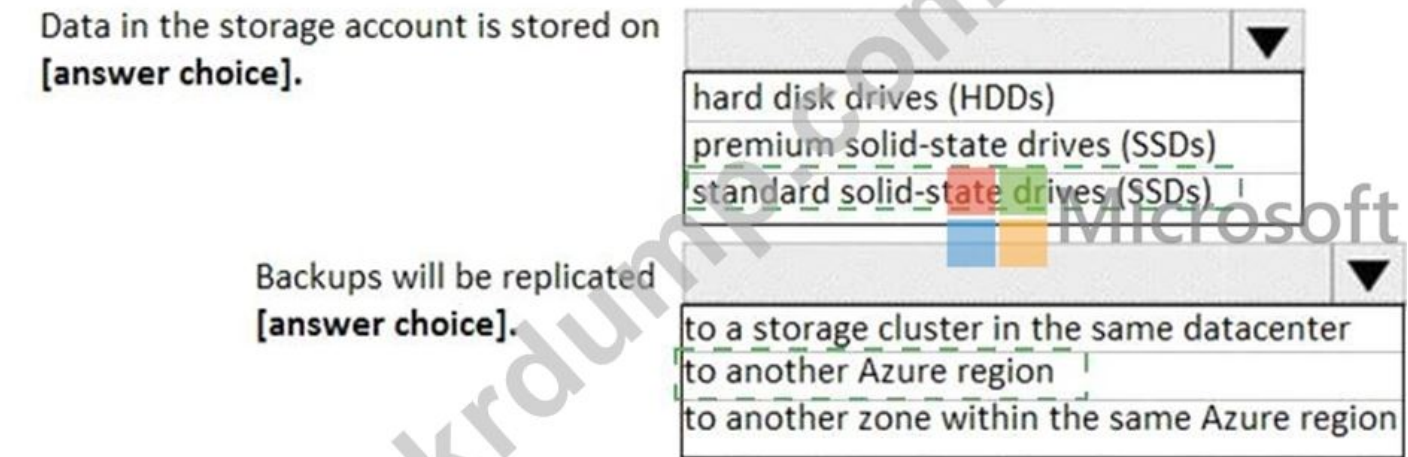 Data in the storage account is stored on
[answer choice].
hard disk drives (HDDs)
premium solid-state drives (SSDs)
standard solid-state drives (SSDs)
Microsoft
Backups will be replicated
[answer choice].
to a storage cluster in the same datacenter
to another Azure region
to another zone within the same Azure region
krdump.com